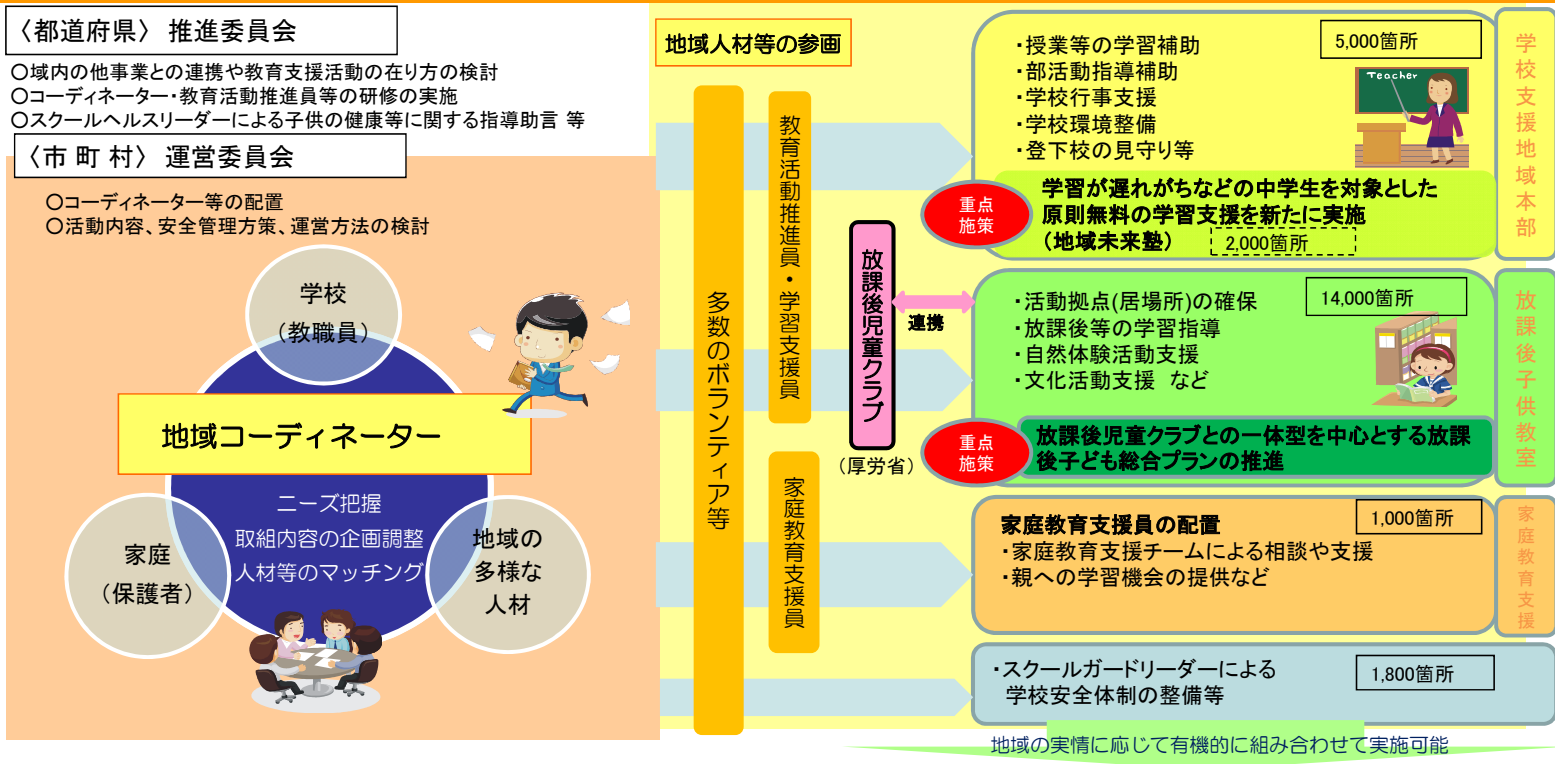 〈都道府県〉 推進委員会
○域内の他事業との連携や教育支援活動の在り方の検討
○コーディネーター・教育活動推進員等の研修の実施
○スクールヘルスリーダーによる子供の健康等に関する指導助言 等
〈市 町 村〉 運営委員会
○コーディネーター等の配置
○活動内容、安全管理方策、運営方法の検討
学校
(教職員)
地域コーディネーター
ニーズ把握
取組内容の企画調整
人材等のマッチング
家庭
(保護者)
地域の
多様な
人材
地域人材等の参画
多数のボランティア等
教育活動推進員・学習支援員
家庭教育支援員
放課後児童クラブ
(厚労省)
連携
・授業等の学習補助
・部活動指導補助
・学校行事支援
・学校環境整備
・登下校の見守り等
5,000箇所
Teacher
重点
施策
学習が遅れがちなどの中学生を対象とした
原則無料の学習支援を新たに実施
(地域未来塾)
2,000箇所
学校支援地域本部
・活動拠点(居場所)の確保
・放課後等の学習指導
・自然体験活動支援
・文化活動支援 など
14,000箇所
重点
施策
放課後児童クラブとの一体型を中心とする放課
後子ども総合プランの推進
放課後子供教室
家庭教育支援員の配置
・家庭教育支援チームによる相談や支援
・親への学習機会の提供など
1,000箇所
家庭教育支援
・スクールガードリーダーによる
学校安全体制の整備等
1,800箇所
地域の実情に応じて有機的に組み合わせて実施可能